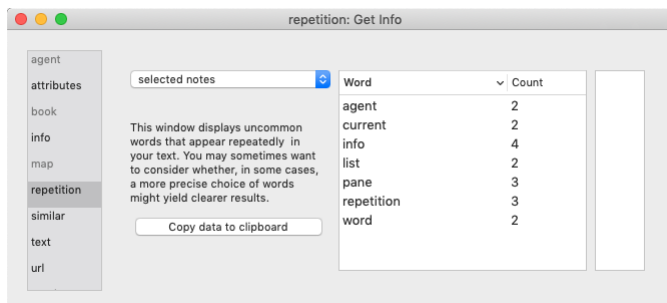 repetition: Get Info
agent
attributes
book
info
map
repetition
similar
text
url
selected notes
This window displays uncommon
words that appear repeatedly in
your text. You may sometimes want
to consider whether, in some cases,
a more precise choice of words
might yield clearer results.
Copy data to clipboard
Word Count
agent 2
current 2
info 4
list 2
pane 3
repetition 3
word 2